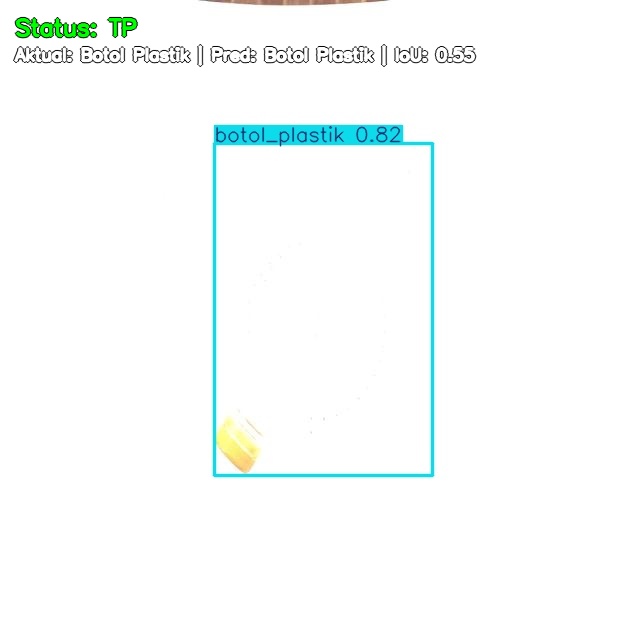 Status: TP
Aktual: Botol Plastik | Pred: Botol Plastik | IoU: 0.55
botol_plastik 0.82